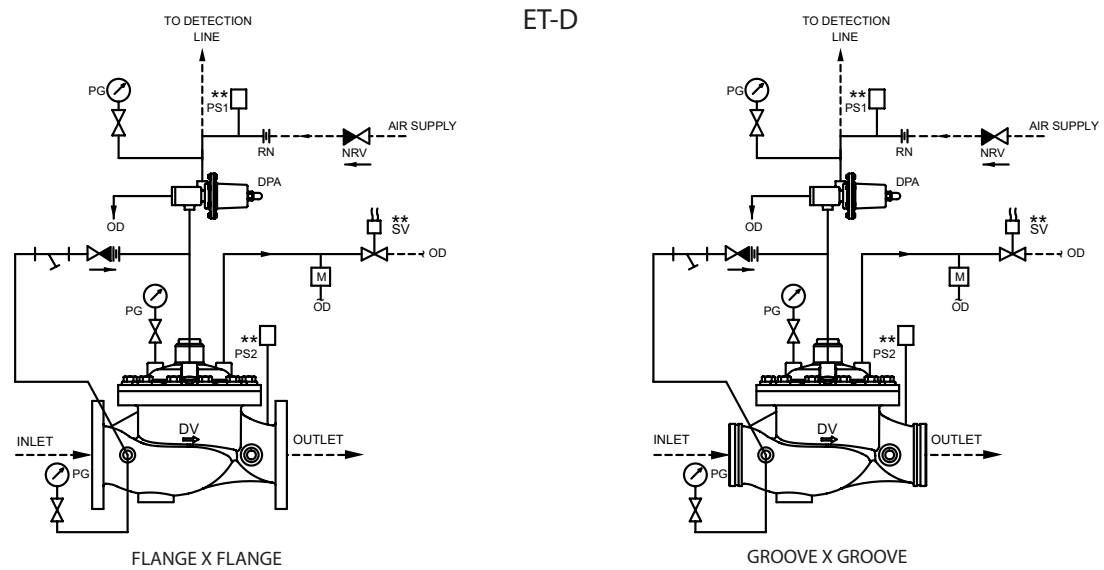 ET-D
TO DETECTION
LINE
PG
**
PS1
AIR SUPPLY
RN
NRV
DPA
OD
**
SV
OD
M
OD
PG
**
PS2
DV
INLET
OUTLET
PG
FLANGE X FLANGE
TO DETECTION
LINE
PG
**
PS1
AIR SUPPLY
RN
NRV
DPA
OD
**
SV
OD
M
OD
PG
**
PS2
DV
INLET
OUTLET
PG
GROOVE X GROOVE